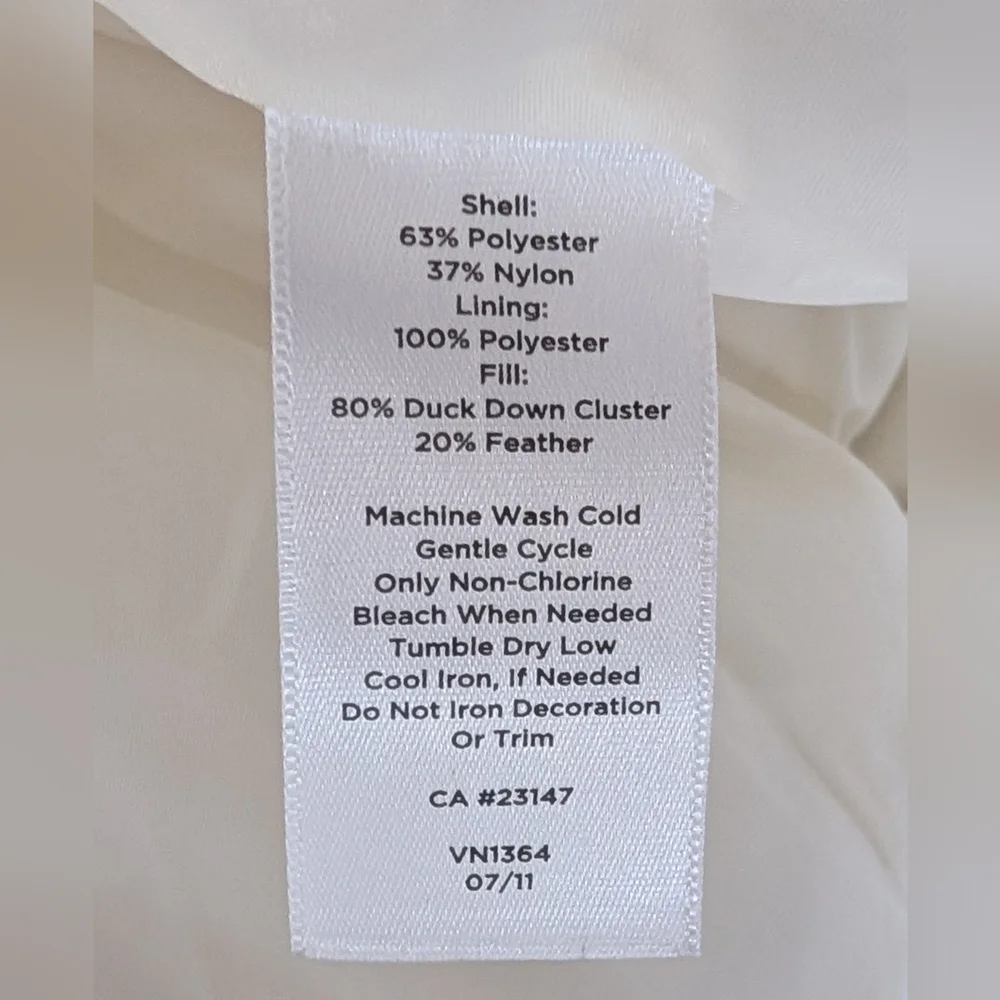 Shell:
63% Polyester
37% Nylon
Lining:
100% Polyester
Fill:
80% Duck Down Cluster
20% Feather
Machine Wash Cold
Gentle Cycle
Only Non-Chlorine
Bleach When Needed
Tumble Dry Low
Cool Iron, If Needed
Do Not Iron Decoration
Or Trim
CA #23147
VN1364
07/11